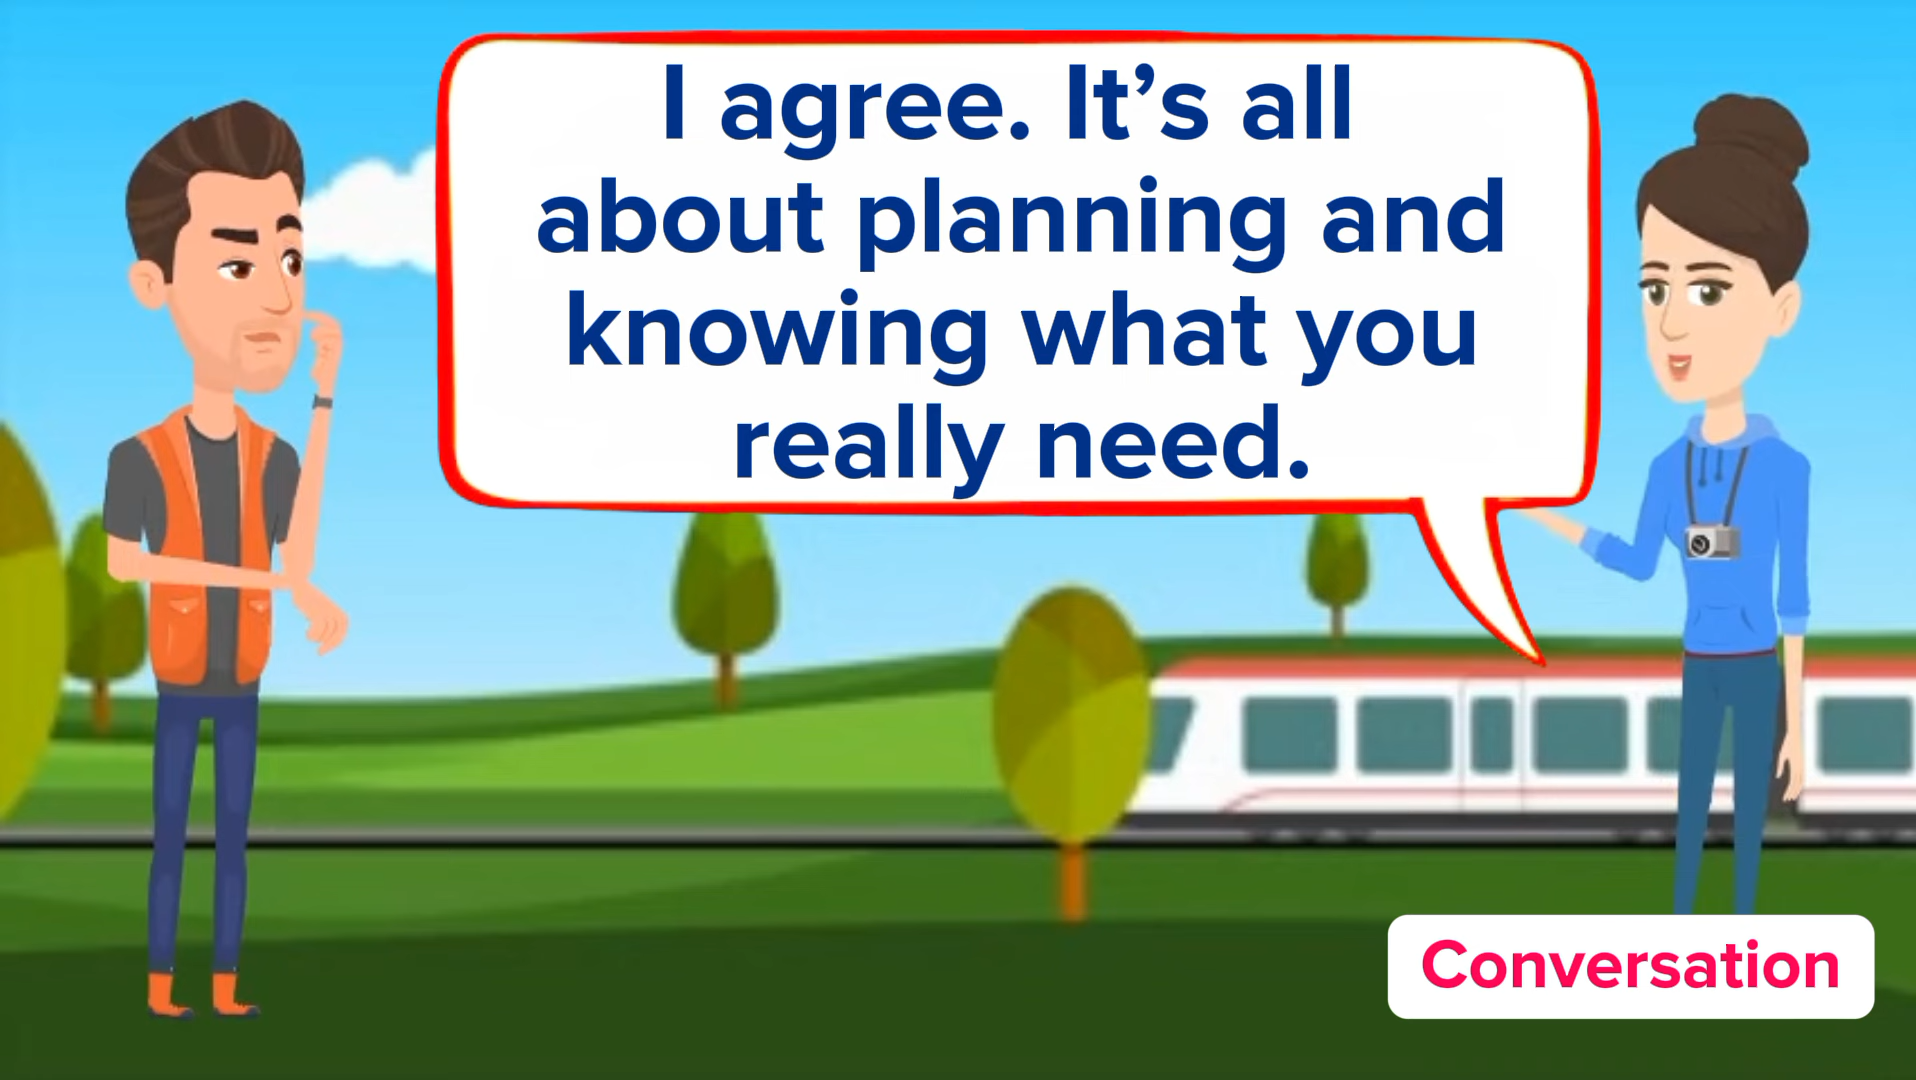 I agree. It’s all
about planning and
knowing what you
really need.
Conversation